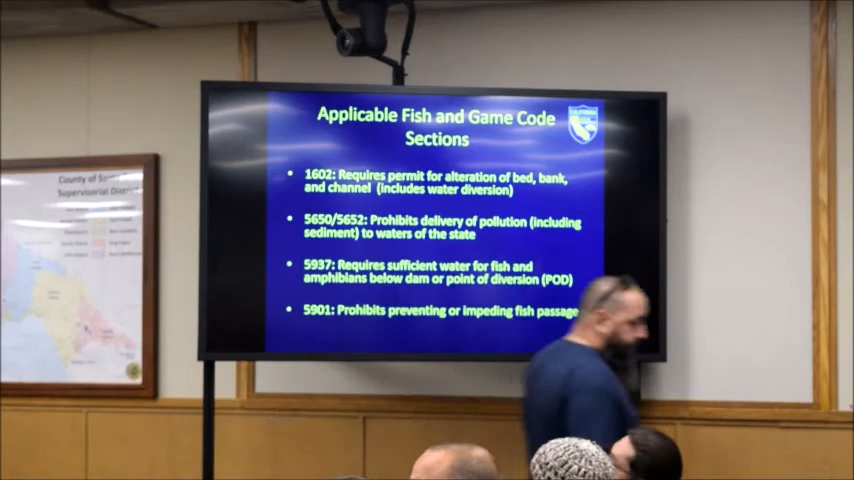 Applicable Fish and Game Code
Sections
• 1602: Requires permit for alteration of bed, bank,
and channel (includes water diversion)
• 5650/5652: Prohibits delivery of pollution (including
sediment) to waters of the state
• 5937: Requires sufficient water for fish and
amphibians below dam or point of diversion (POD)
• 5901: Prohibits preventing or impeding fish passage
CALIFORNIA
County of
Supervisorial